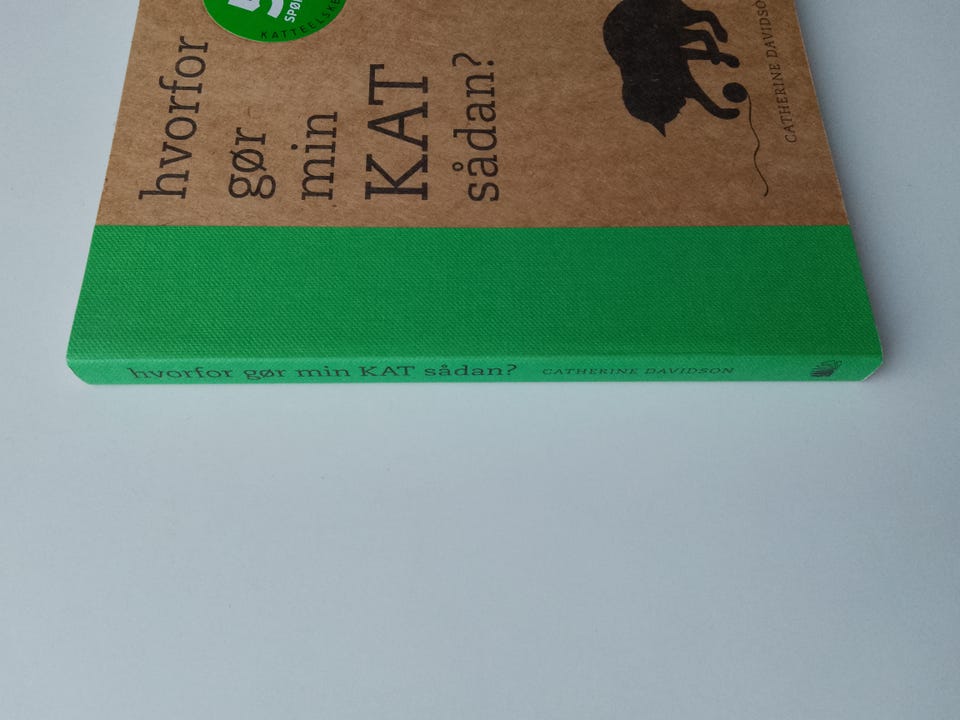 hvorfor
gør
min
KAT
sådan?
CATHERINE DAVIDSO
hvorfor gør min KAT sådan? CATHERINE DAVIDSON